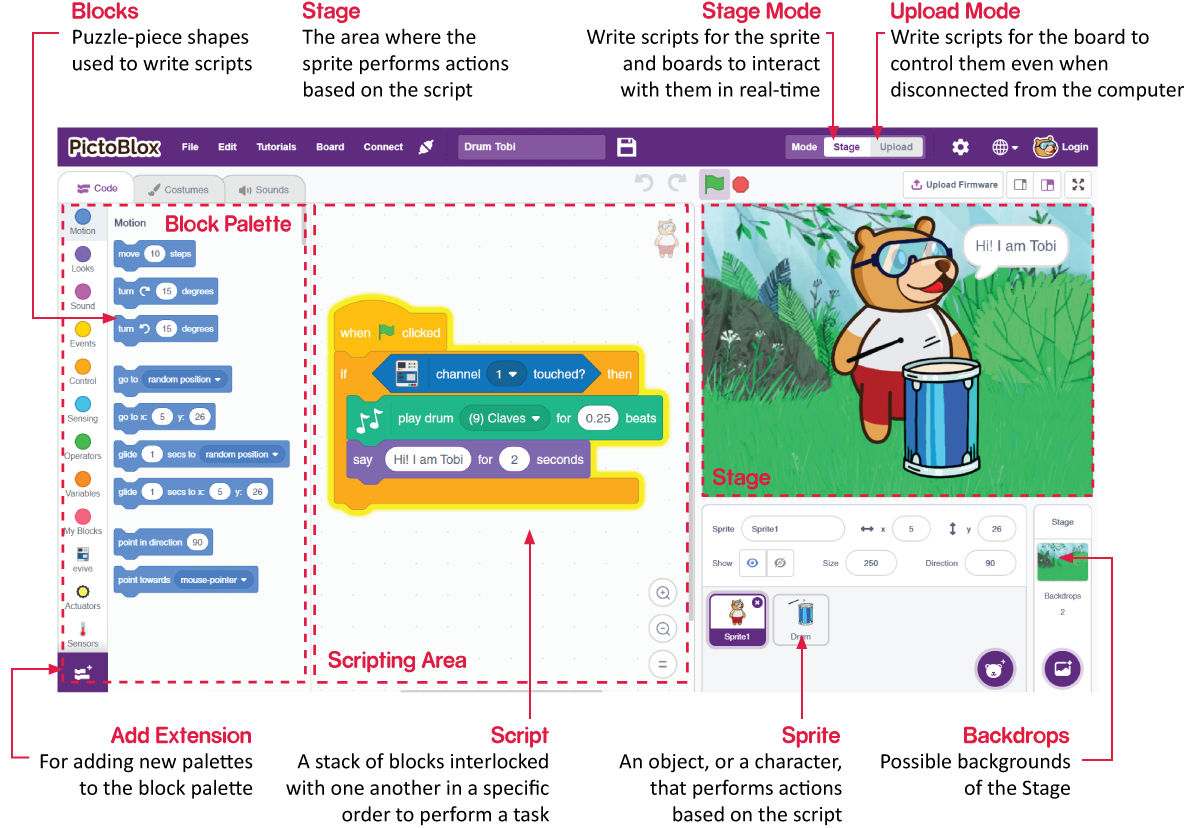 Blocks
Puzzle-piece shapes
used to write scripts
Stage
The area where the
sprite performs actions
based on the script
Stage Mode
Write scripts for the sprite
and boards to interact
with them in real-time
Upload Mode
Write scripts for the board to
control them even when
disconnected from the computer
PictoBlox File Edit Tutorials Board Connect Drum Tobi Mode Stage Upload Login
Code Costumes Sounds Upload Firmware
Block Palette
Motion
Looks
Sound
Events
Control
Sensing
Operators
Variables
My Blocks
evive
Actuators
Sensors
Motion
move 10 steps
turn 15 degrees
turn 15 degrees
go to random position
go to x: 5 y: 26
glide 1 secs to random position
glide 1 secs to x: 5 y: 26
point in direction 90
point towards mouse-pointer
when clicked
if channel 1 touched? then
play drum (9) Claves for 0.25 beats
say Hi! I am Tobi for 2 seconds
Scripting Area
Hi! I am Tobi
Stage
Sprite Sprite1 x 5 y 26
Show Size 250 Direction 90
Sprite1
Drum
Stage
Backdrops
2
Add Extension
For adding new palettes
to the block palette
Script
A stack of blocks interlocked
with one another in a specific
order to perform a task
Sprite
An object, or a character,
that performs actions
based on the script
Backdrops
Possible backgrounds
of the Stage